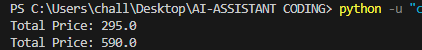 PS C:\Users\chall\Desktop\AI-ASSISTANT CODING> python -u "c
Total Price: 295.0
Total Price: 590.0